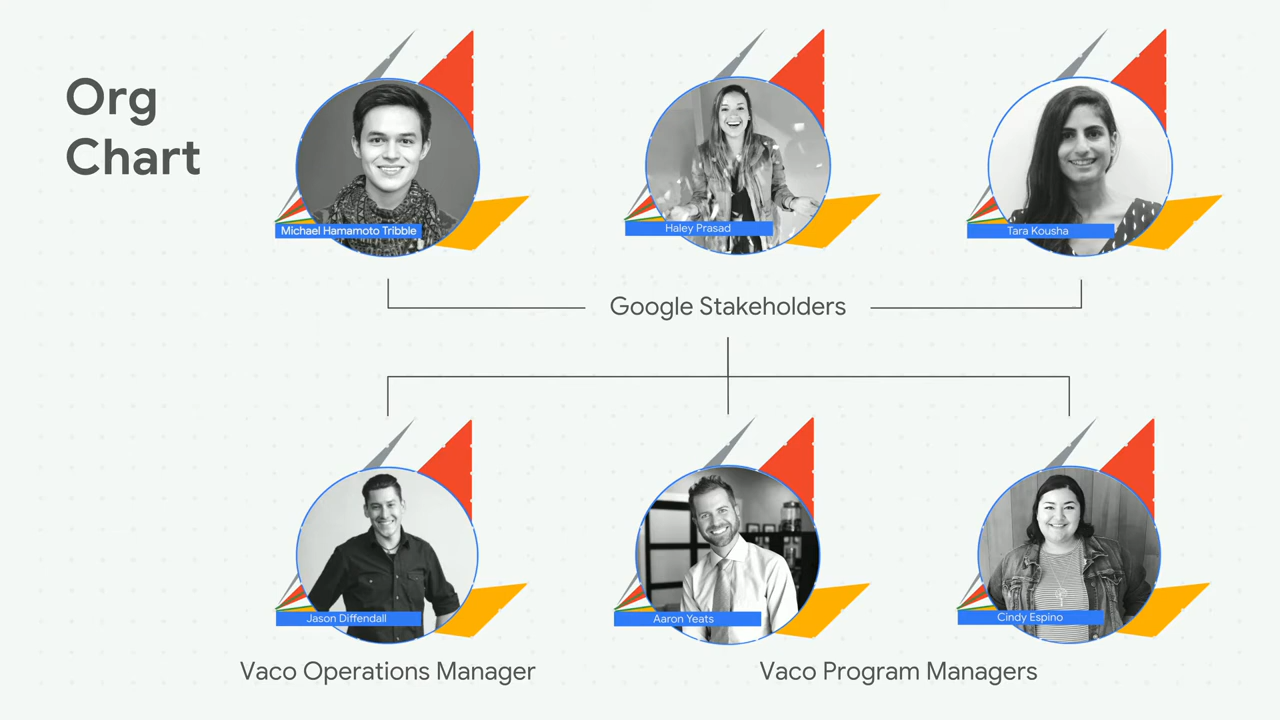 Org
Chart
Michael Hamamoto Tribble
Haley Prasad
Tara Kousha
Google Stakeholders
Jason Diffendall
Aaron Yeats
Cindy Espino
Vaco Operations Manager
Vaco Program Managers